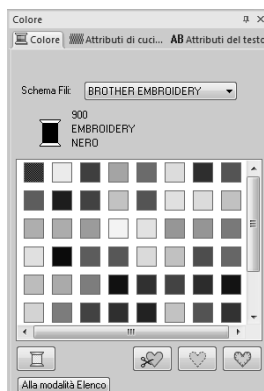 Colore
Colore Attributi di cuci... AB Attributi del testo
Schema Fili: BROTHER EMBROIDERY
900
EMBROIDERY
NERO
Alla modalità Elenco